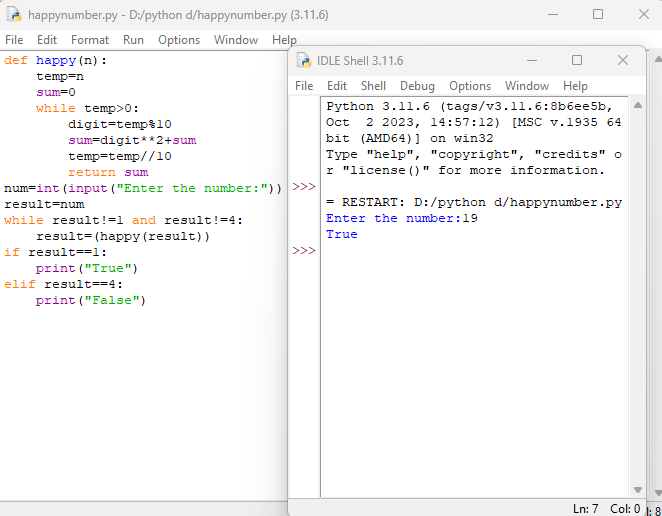 happynumber.py - D:/python d/happynumber.py (3.11.6)
File Edit Format Run Options Window Help
def happy(n):
    temp=n
    sum=0
    while temp>0:
        digit=temp%10
        sum=digit**2+sum
        temp=temp//10
        return sum
num=int(input("Enter the number:"))
result=num
while result!=1 and result!=4:
    result=(happy(result))
if result==1:
    print("True")
elif result==4:
    print("False")
IDLE Shell 3.11.6
File Edit Shell Debug Options Window Help
Python 3.11.6 (tags/v3.11.6:8b6ee5b,
Oct  2 2023, 14:57:12) [MSC v.1935 64
bit (AMD64)] on win32
Type "help", "copyright", "credits" o
r "license()" for more information.
>>>
= RESTART: D:/python d/happynumber.py
Enter the number:19
True
>>>
Ln: 7 Col: 0